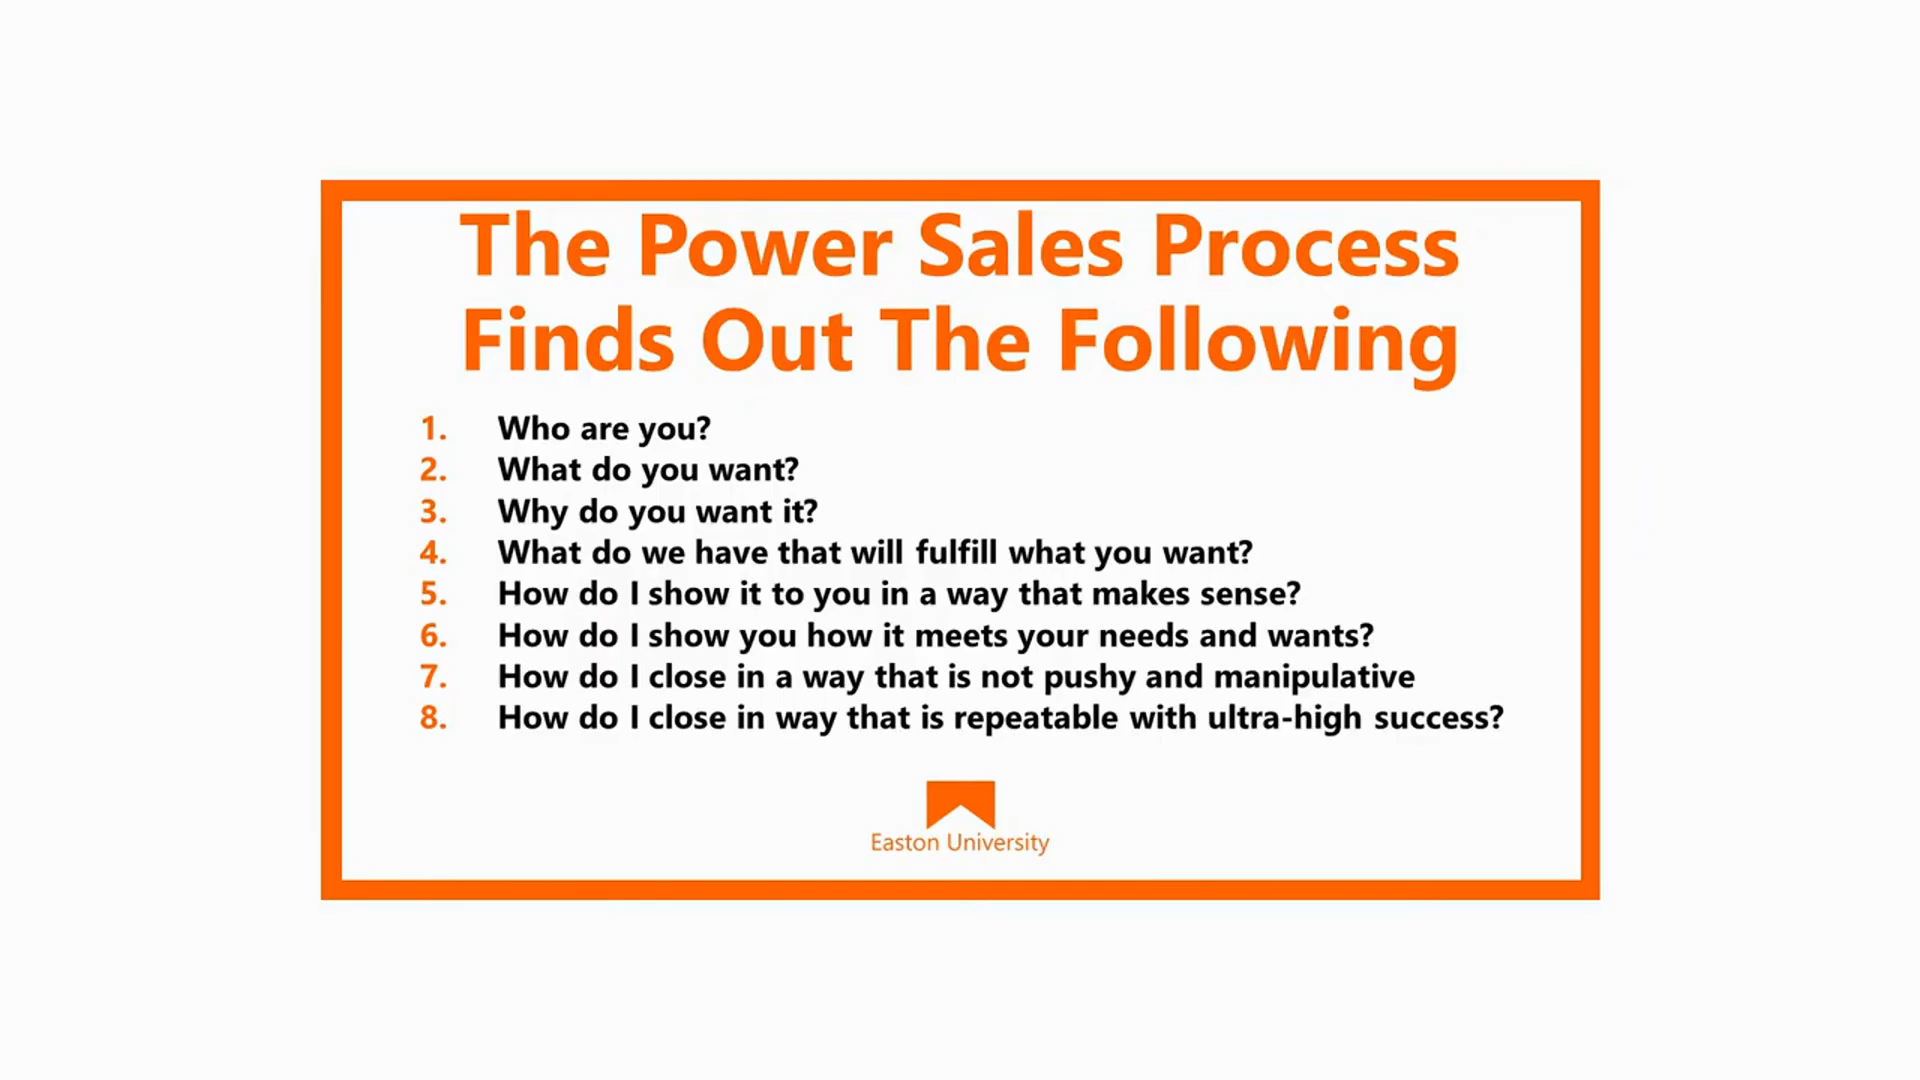 The Power Sales Process
Finds Out The Following
1. Who are you?
2. What do you want?
3. Why do you want it?
4. What do we have that will fulfill what you want?
5. How do I show it to you in a way that makes sense?
6. How do I show you how it meets your needs and wants?
7. How do I close in a way that is not pushy and manipulative
8. How do I close in way that is repeatable with ultra-high success?
Easton University